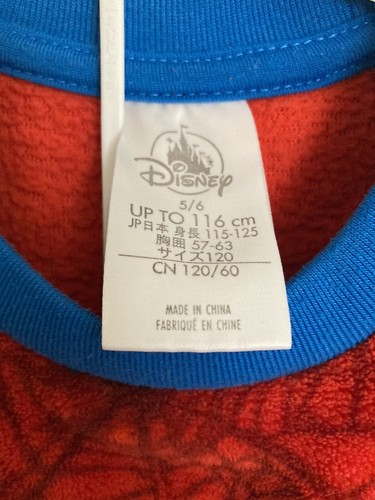 DISNEY
5/6
UP TO 116 cm
JP日本 身長 115-125
胸囲 57-63
サイズ120
CN 120/60
MADE IN CHINA
FABRIQUÉ EN CHINE